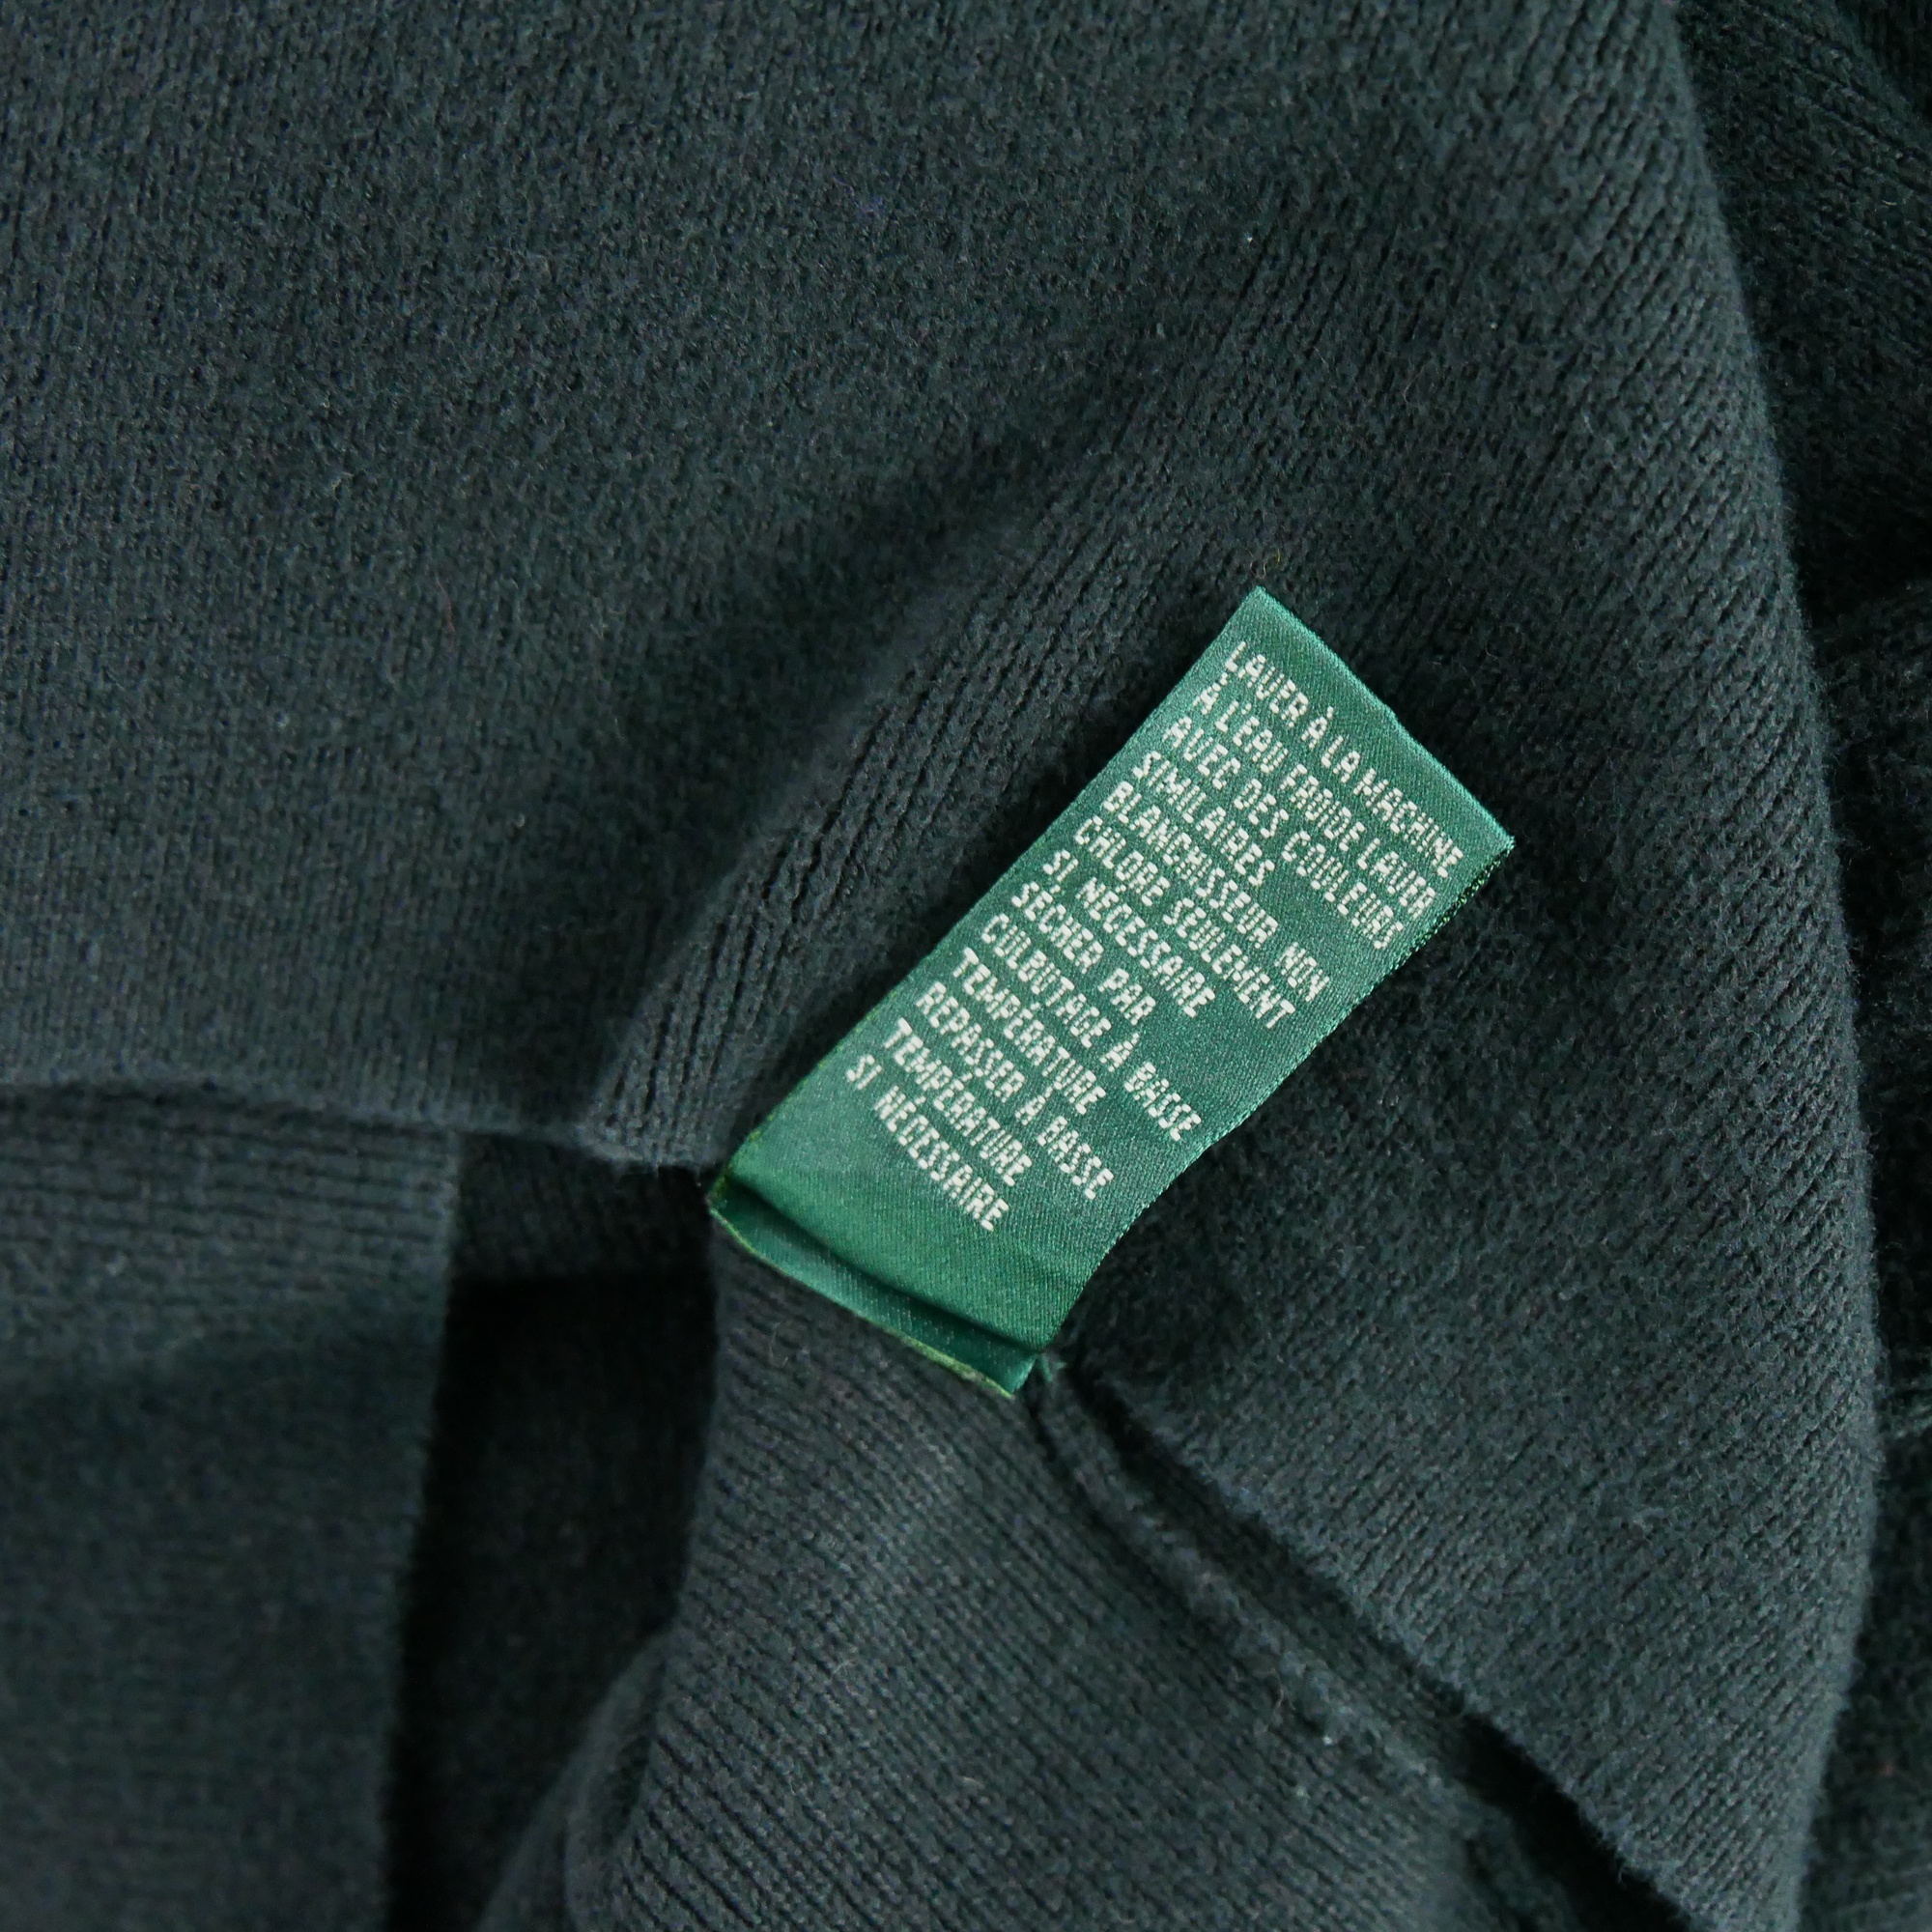 LAVER À LA MACHINE
À L'EAU FROIDE LAVER
AVEC DES COULEURS
SIMILAIRES
BLANCHISSEUR NON
CHLORE SEULEMENT
SI NÉCESSAIRE
SÉCHER PAR
CULBUTAGE À BASSE
TEMPÉRATURE
REPASSER À BASSE
TEMPÉRATURE
SI NÉCESSAIRE